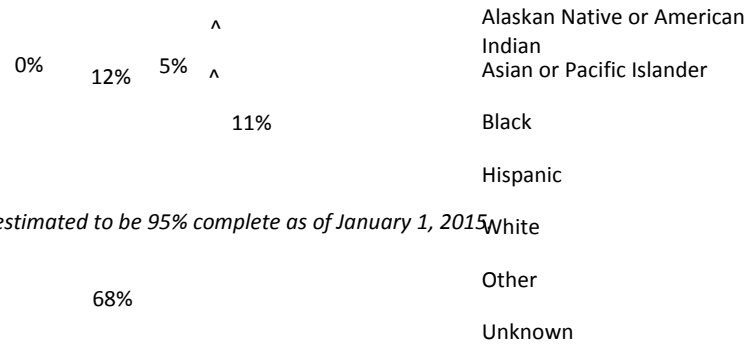 ^
Alaskan Native or American
Indian
0%
12%
5%
^
Asian or Pacific Islander
11%
Black
Hispanic
estimated to be 95% complete as of January 1, 2015
White
Other
68%
Unknown